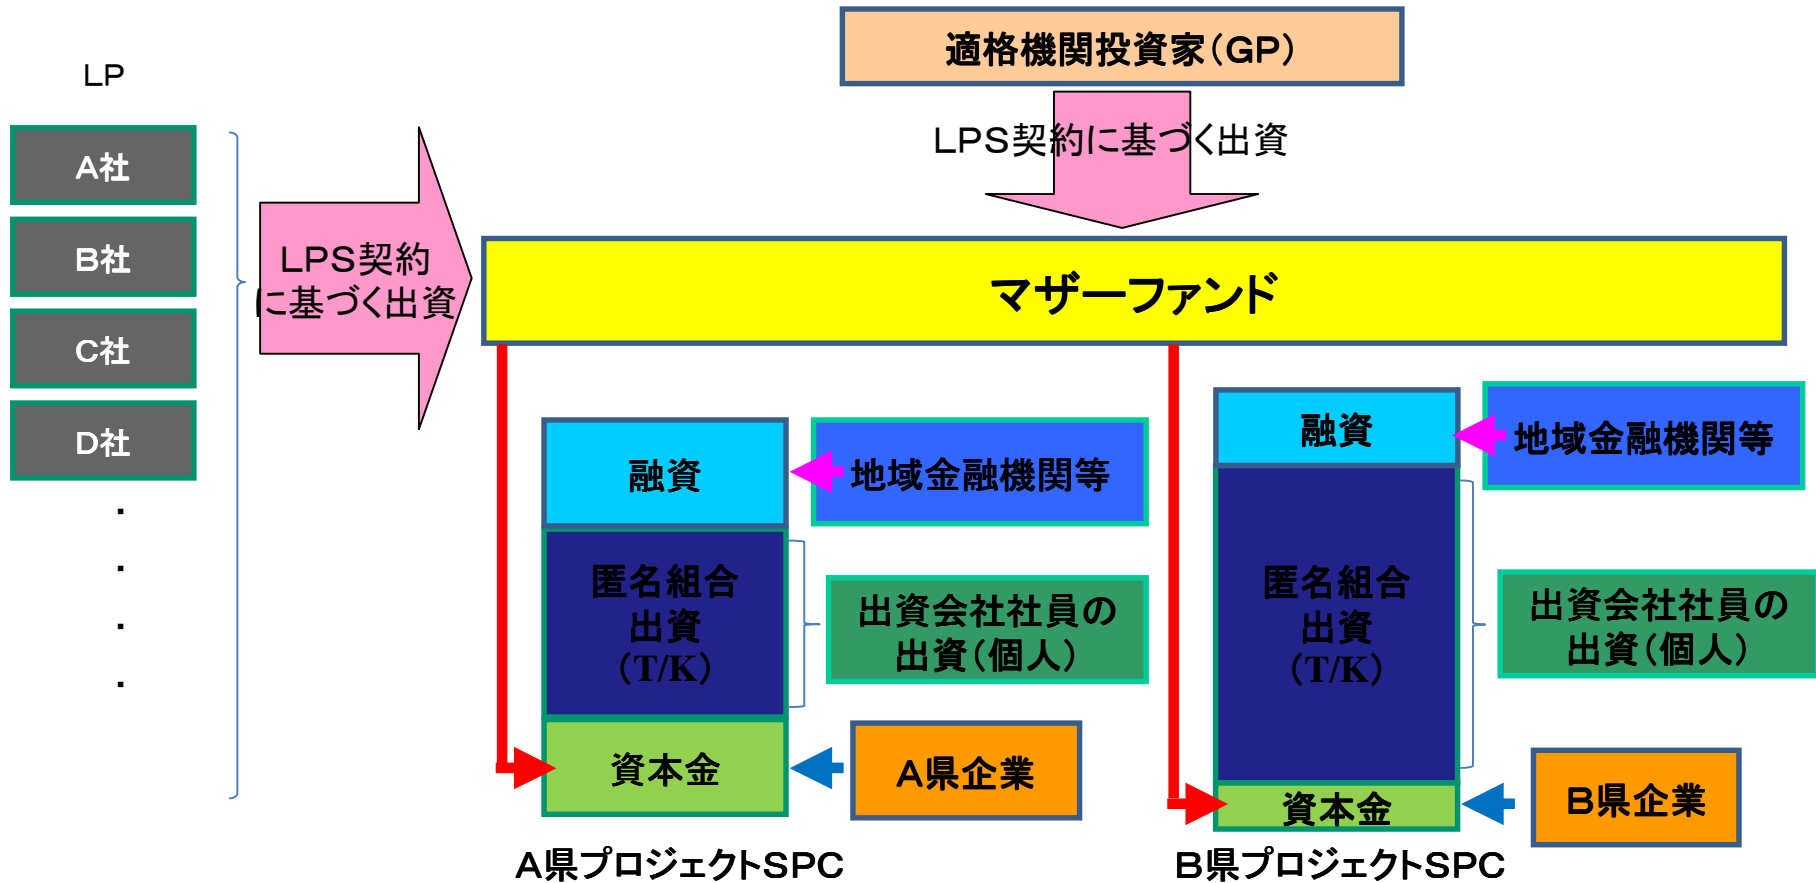 適格機関投資家（GP）
LP
LPS契約に基づく出資
A社
B社
C社
D社
・
・
・
・
LPS契約
に基づく出資
マザーファンド
融資
地域金融機関等
匿名組合
出資
（T/K）
出資会社社員の
出資（個人）
資本金
A県企業
A県プロジェクトSPC
融資
地域金融機関等
匿名組合
出資
（T/K）
出資会社社員の
出資（個人）
資本金
B県企業
B県プロジェクトSPC